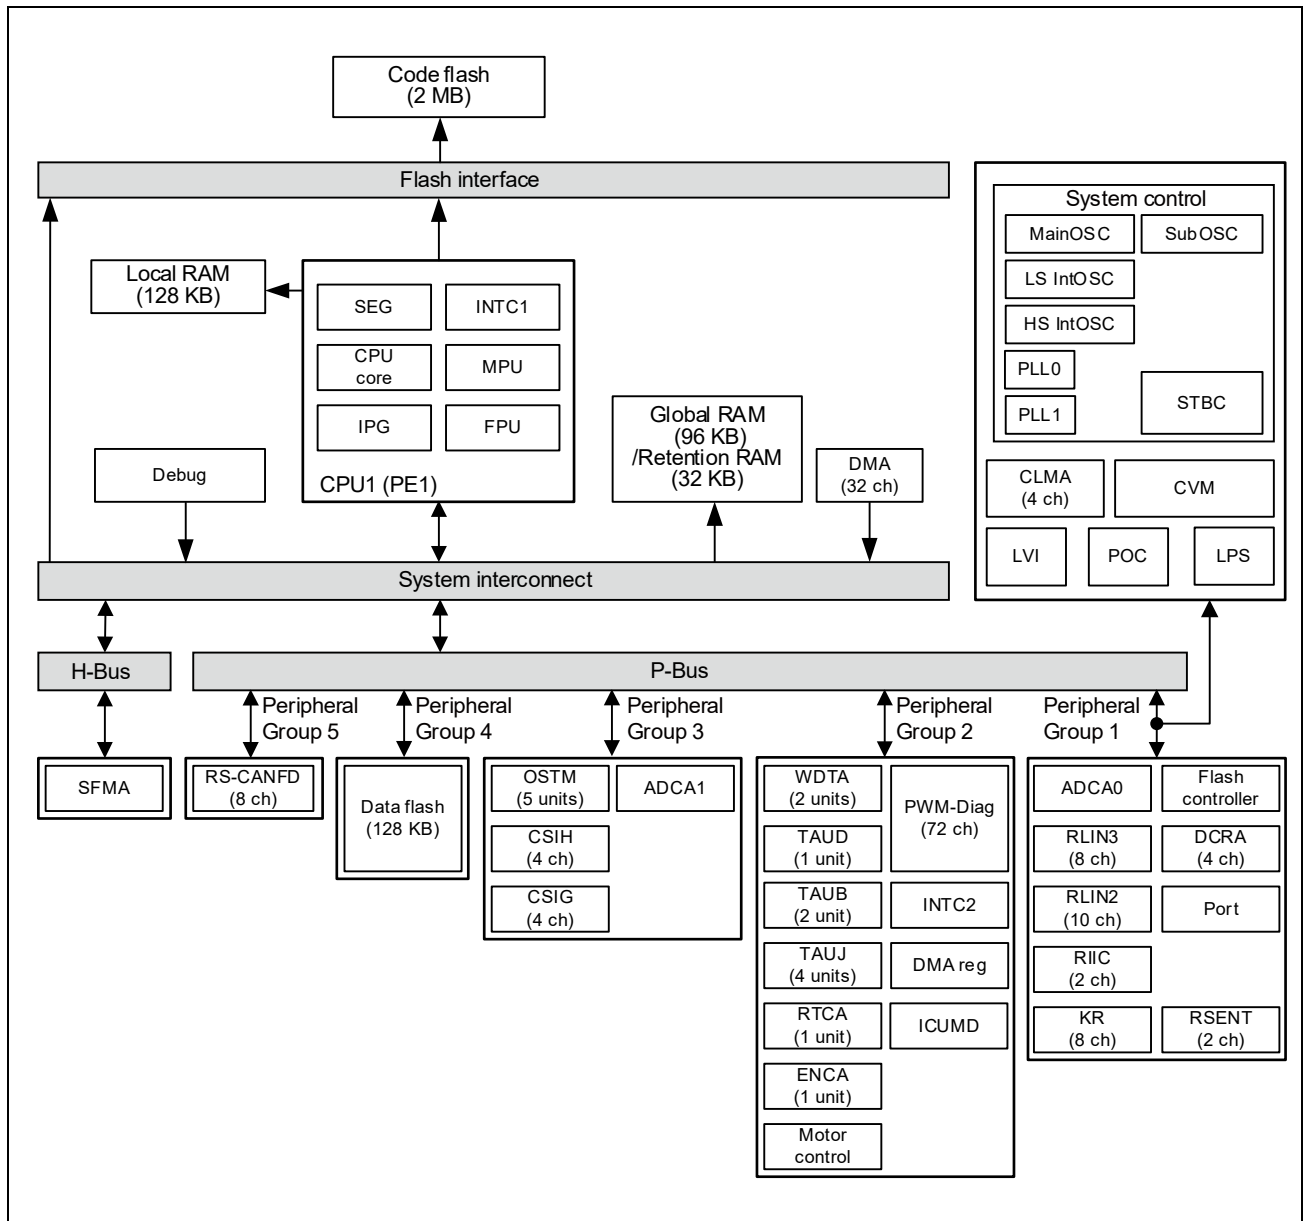 Code flash
(2 MB)
Flash interface
Local RAM
(128 KB)
SEG
INTC1
CPU
core
MPU
IPG
FPU
CPU1 (PE1)
Debug
Global RAM
(96 KB)
/Retention RAM
(32 KB)
DMA
(32 ch)
System control
MainOSC
SubOSC
LS IntOSC
HS IntOSC
PLL0
PLL1
STBC
CLMA
(4 ch)
CVM
LVI
POC
LPS
System interconnect
H-Bus
P-Bus
Peripheral
Group 5
Peripheral
Group 4
Peripheral
Group 3
Peripheral
Group 2
Peripheral
Group 1
SFMA
RS-CANFD
(8 ch)
Data flash
(128 KB)
OSTM
(5 units)
ADCA1
CSIH
(4 ch)
CSIG
(4 ch)
WDTA
(2 units)
PWM-Diag
(72 ch)
TAUD
(1 unit)
TAUB
(2 unit)
INTC2
TAUJ
(4 units)
DMA reg
RTCA
(1 unit)
ICUMD
ENCA
(1 unit)
Motor
control
ADCA0
Flash
controller
RLIN3
(8 ch)
DCRA
(4 ch)
RLIN2
(10 ch)
Port
RIIC
(2 ch)
KR
(8 ch)
RSENT
(2 ch)